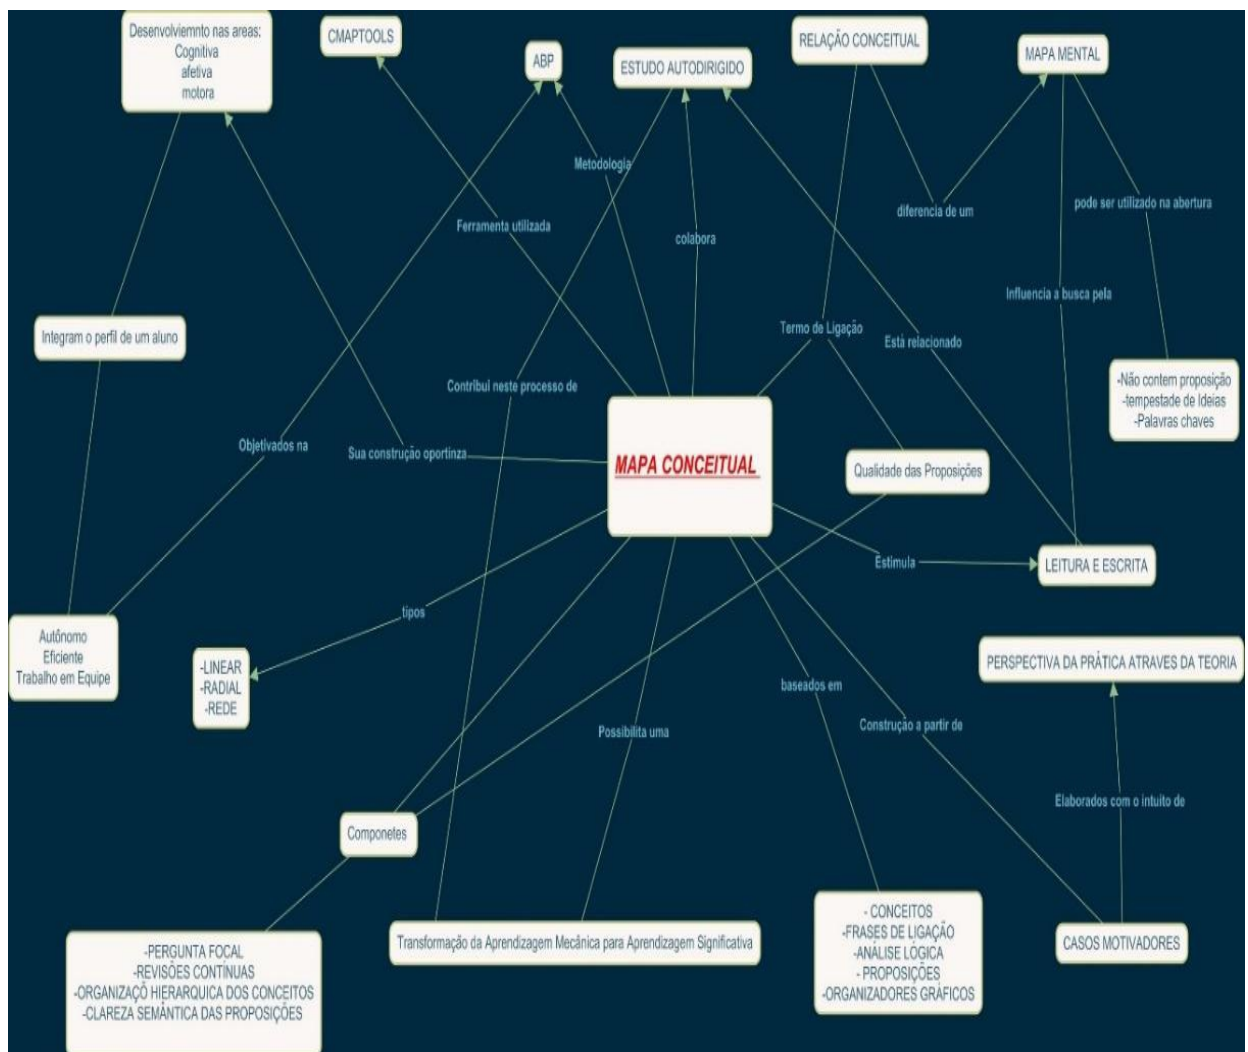 Desenvolviemnto nas areas:
Cognitiva
afetiva
motora
CMAPTOOLS
ABP
ESTUDO AUTODIRIGIDO
RELAÇÃO CONCEITUAL
MAPA MENTAL
Metodologia
Ferramenta utilizada
colabora
diferencia de um
pode ser utilizado na abertura
Influencia a busca pela
Integram o perfil de um aluno
Termo de Ligação
Está relacionado
Contribui neste processo de
-Não contem proposição
-tempestade de Ideias
-Palavras chaves
Objetivados na
Sua construção oportinza
MAPA CONCEITUAL
Qualidade das Proposições
Estimula
LEITURA E ESCRITA
tipos
Autônomo
Eficiente
Trabalho em Equipe
-LINEAR
-RADIAL
-REDE
PERSPECTIVA DA PRÁTICA ATRAVES DA TEORIA
baseados em
Possibilita uma
Construção a partir de
Elaborados com o intuito de
Componetes
-PERGUNTA FOCAL
-REVISÕES CONTÍNUAS
-ORGANIZAÇÕ HIERARQUICA DOS CONCEITOS
-CLAREZA SEMÂNTICA DAS PROPOSIÇÕES
Transformação da Aprendizagem Mecânica para Aprendizagem Significativa
- CONCEITOS
-FRASES DE LIGAÇÃO
-ANÁLISE LÓGICA
- PROPOSIÇÕES
-ORGANIZADORES GRÁFICOS
CASOS MOTIVADORES